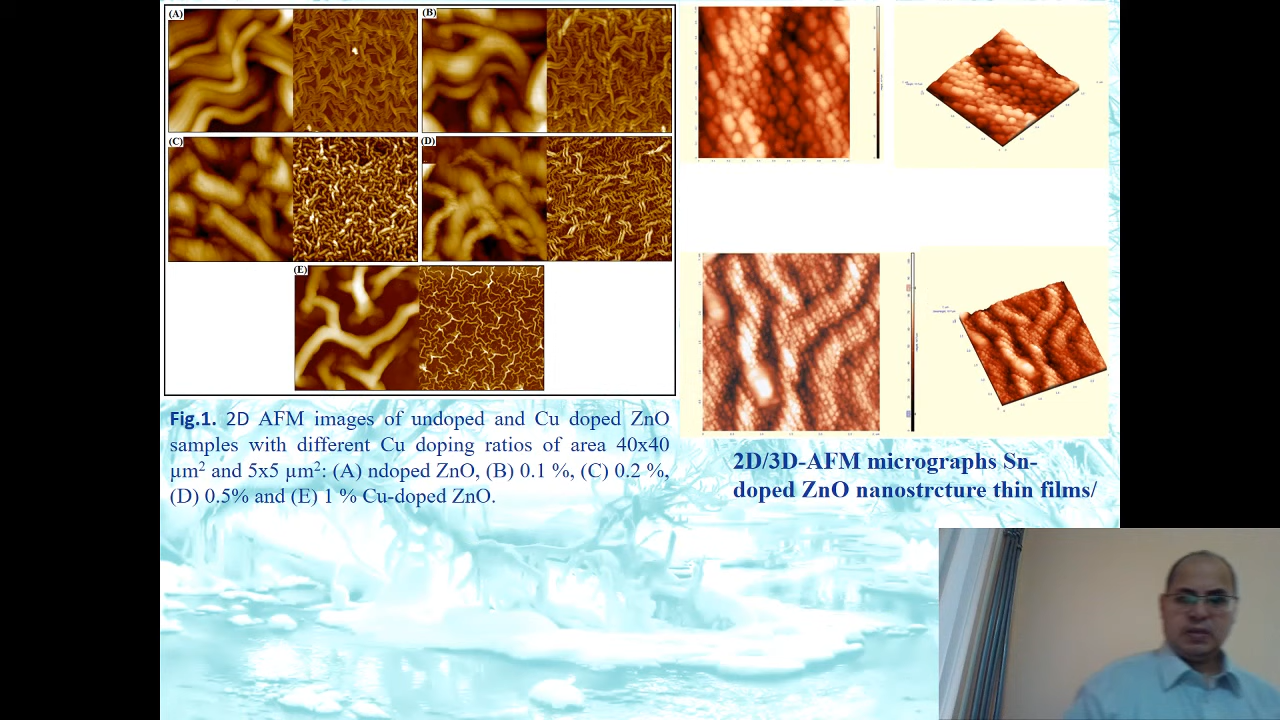 (A)
(B)
(C)
(D)
(E)
Fig.1. 2D AFM images of undoped and Cu doped ZnO
samples with different Cu doping ratios of area 40x40
µm² and 5x5 µm²: (A) ndoped ZnO, (B) 0.1 %, (C) 0.2 %,
(D) 0.5% and (E) 1 % Cu-doped ZnO.
2D/3D-AFM micrographs Sn-
doped ZnO nanostrcture thin films/